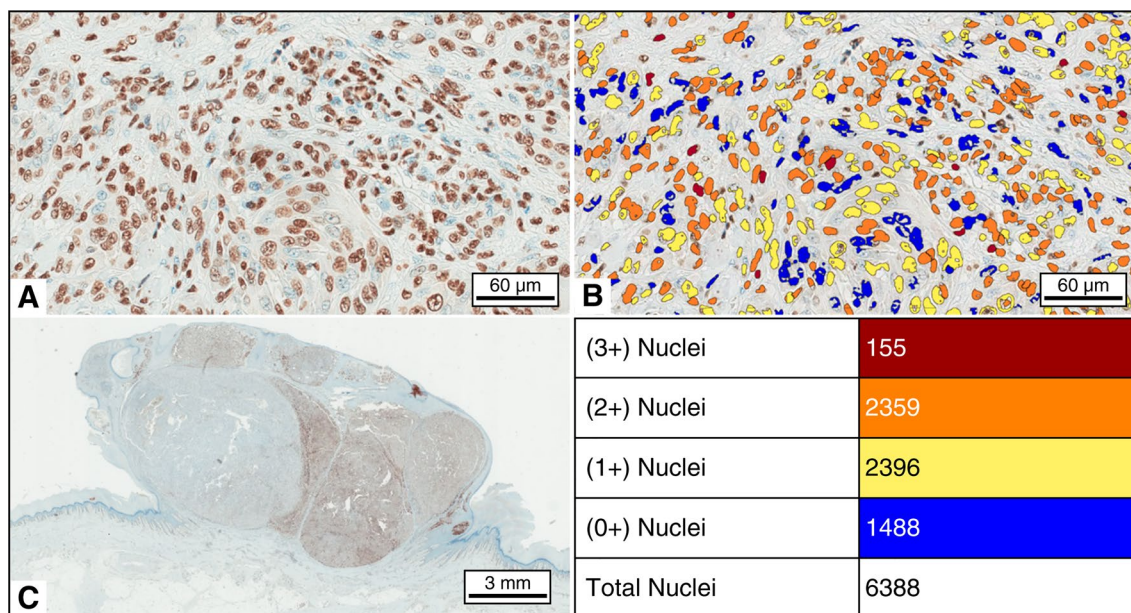 A
60 µm
B
60 µm
C
3 mm
(3+) Nuclei 155
(2+) Nuclei 2359
(1+) Nuclei 2396
(0+) Nuclei 1488
Total Nuclei 6388